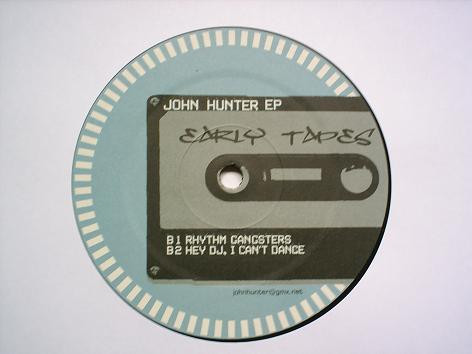 JOHN HUNTER EP
EARLY TAPES
B1 RHYTHM GANGSTERS
B2 HEY DJ, I CAN'T DANCE
johnhunter@gmx.net